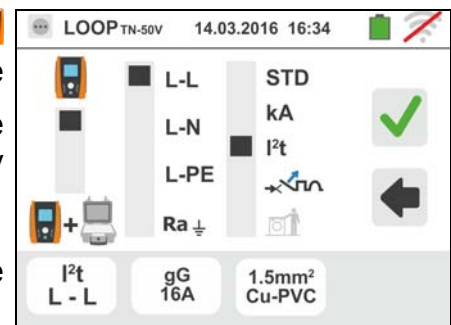 LOOP TN-50V 14.03.2016 16:34
L-L STD
L-N kA
I²t
L-PE
Ra
I²t L - L
gG 16A
1.5mm² Cu-PVC
e
e
y
e